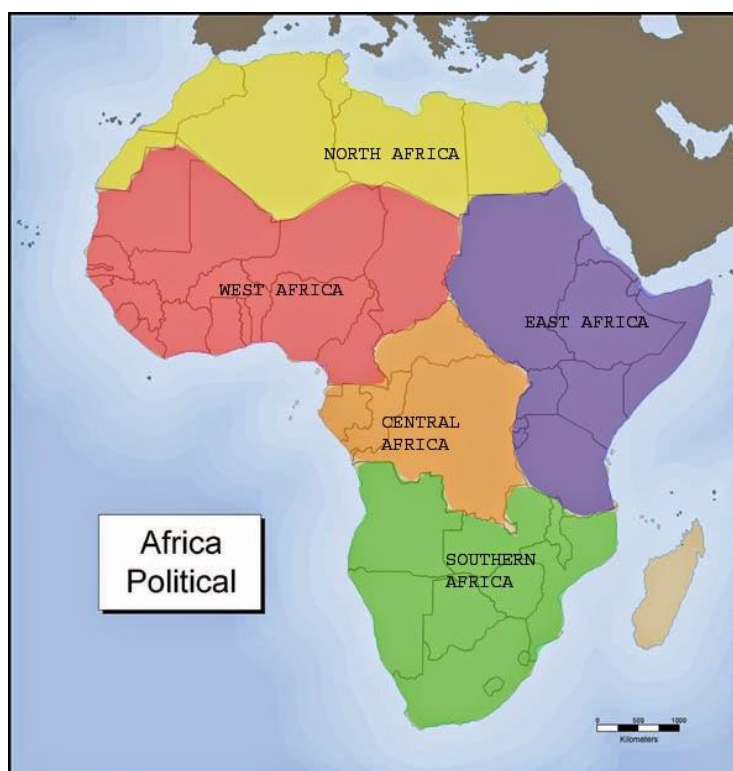 NORTH AFRICA
WEST AFRICA
EAST AFRICA
CENTRAL
AFRICA
Africa
Political
SOUTHERN
AFRICA
0 500 1000
Kilometers